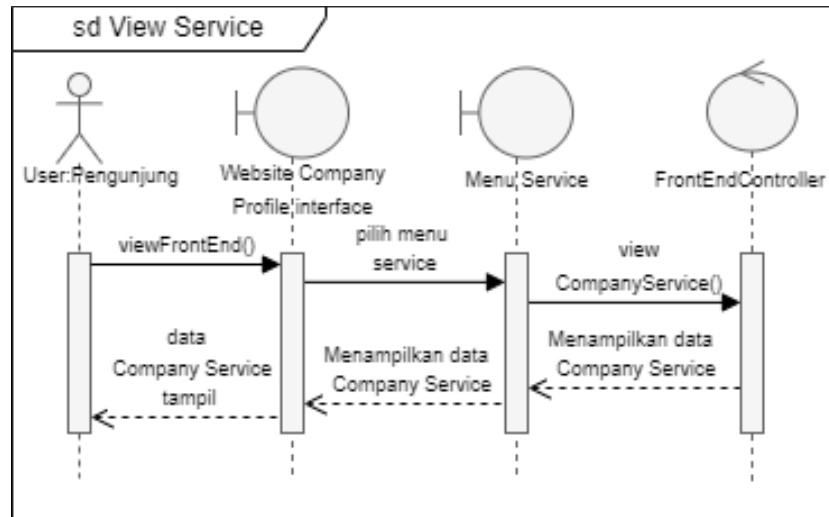 sd View Service
User:Pengunjung
Website Company
Profile interface
Menu Service
FrontEndController
viewFrontEnd()
pilih menu
service
view
CompanyService()
data
Company Service
tampil
Menampilkan data
Company Service
Menampilkan data
Company Service